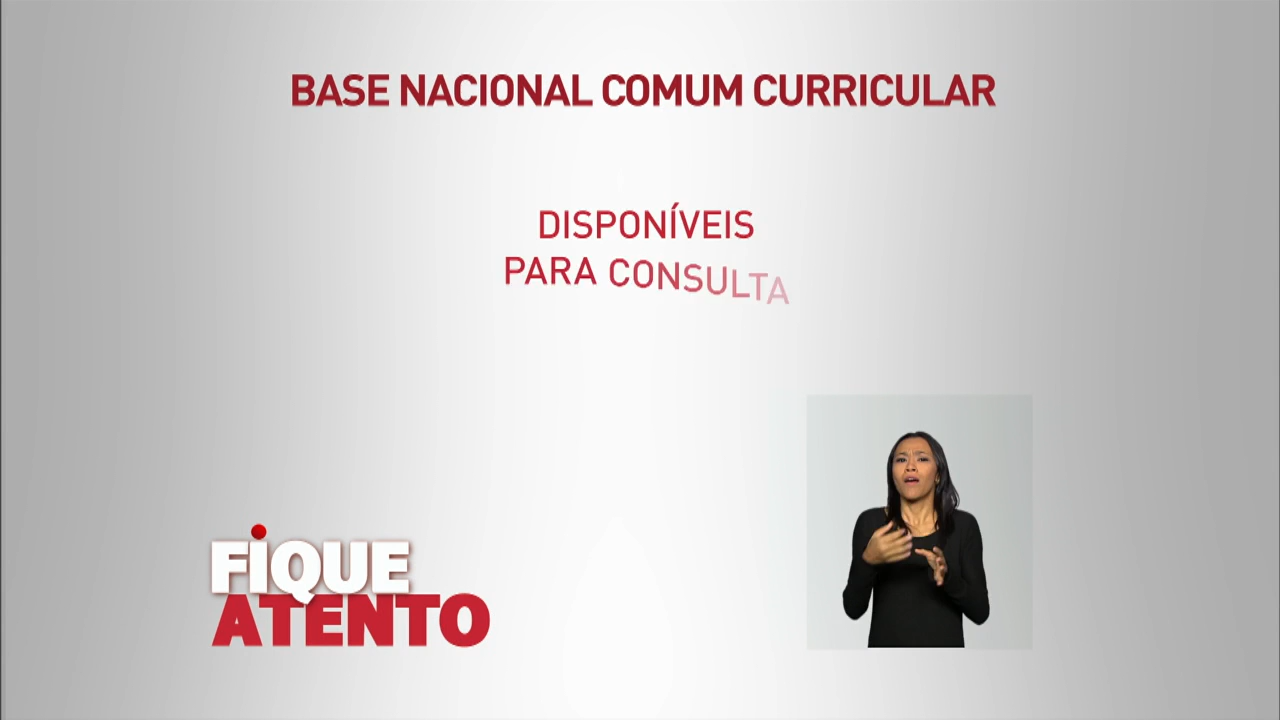 BASE NACIONAL COMUM CURRICULAR
DISPONÍVEIS
PARA CONSULTA
FIQUE
ATENTO